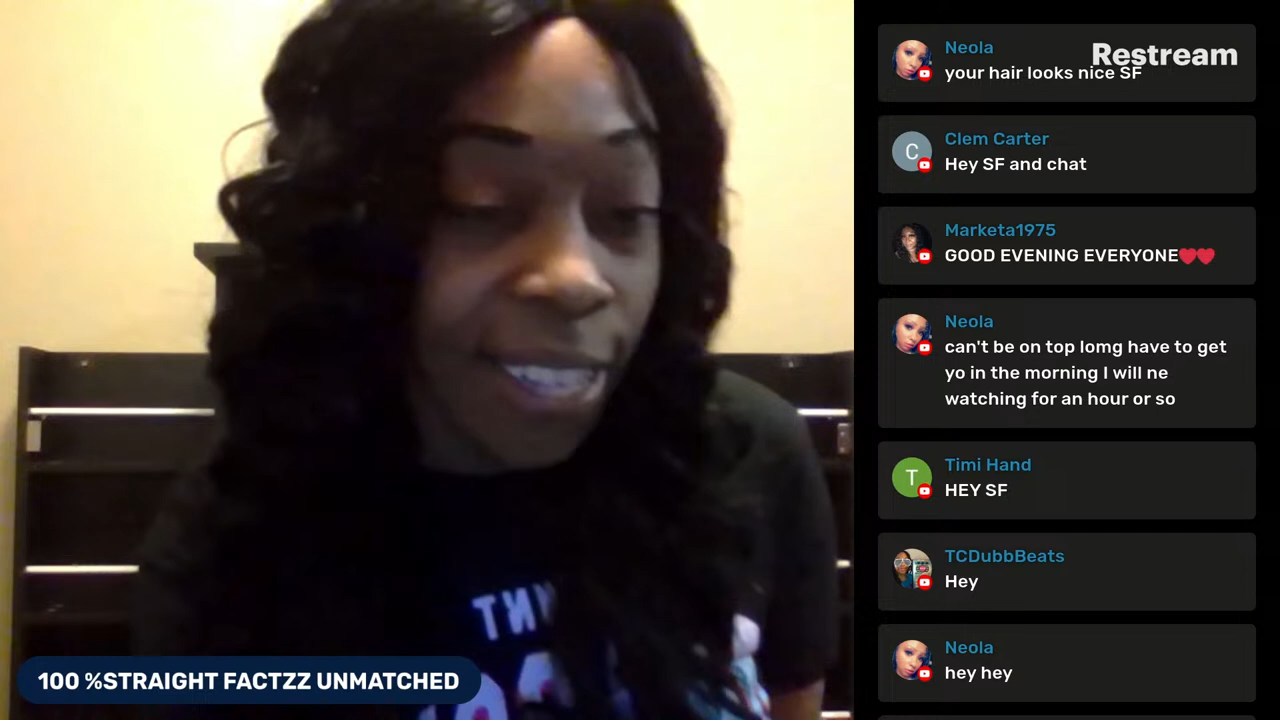 Neola
Restream
your hair looks nice SF
C
Clem Carter
Hey SF and chat
Marketa1975
GOOD EVENING EVERYONE❤️❤️
Neola
can't be on top lomg have to get
yo in the morning I will ne
watching for an hour or so
T
Timi Hand
HEY SF
TCDubbBeats
Hey
Neola
hey hey
100 %STRAIGHT FACTZZ UNMATCHED